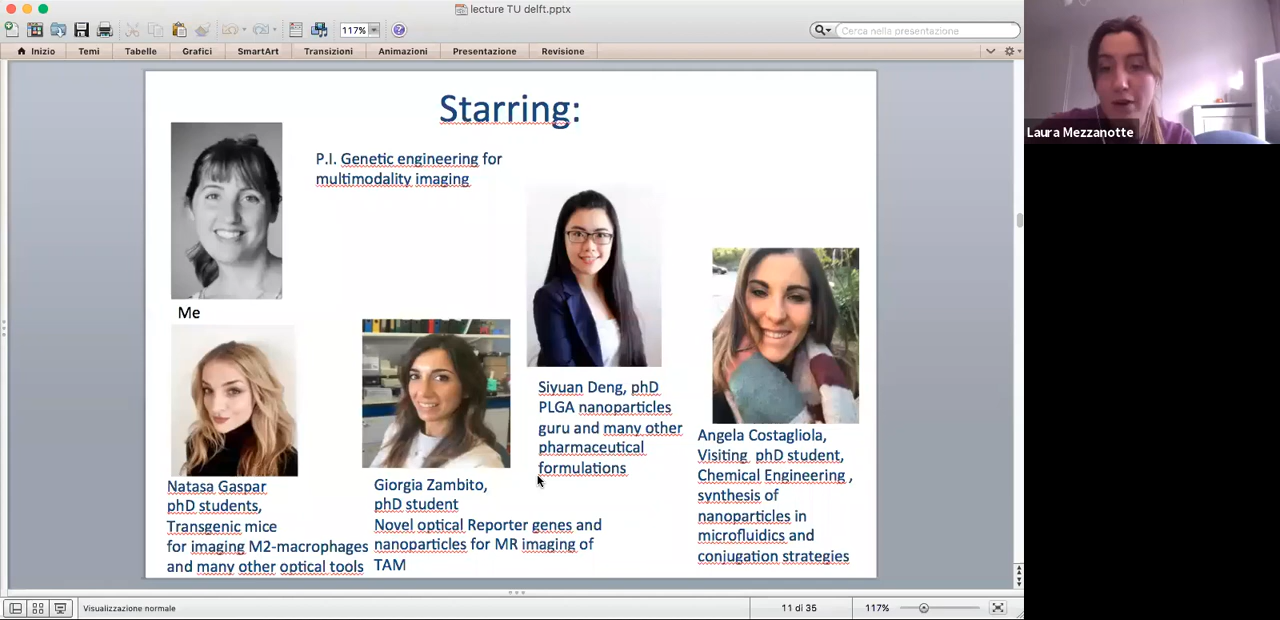 lecture TU delft.pptx
117%
Cerca nella presentazione
Inizio
Temi
Tabelle
Grafici
SmartArt
Transizioni
Animazioni
Presentazione
Revisione
Starring:
P.I. Genetic engineering for
multimodality imaging
Me
Natasa Gaspar
phD students,
Transgenic mice
for imaging M2-macrophages
and many other optical tools
Giorgia Zambito,
phD student
Novel optical Reporter genes and
nanoparticles for MR imaging of
TAM
Siyuan Deng, phD
PLGA nanoparticles
guru and many other
pharmaceutical
formulations
Angela Costagliola,
Visiting phD student,
Chemical Engineering ,
synthesis of
nanoparticles in
microfluidics and
conjugation strategies
Visualizzazione normale
11 di 35
117%
Laura Mezzanotte